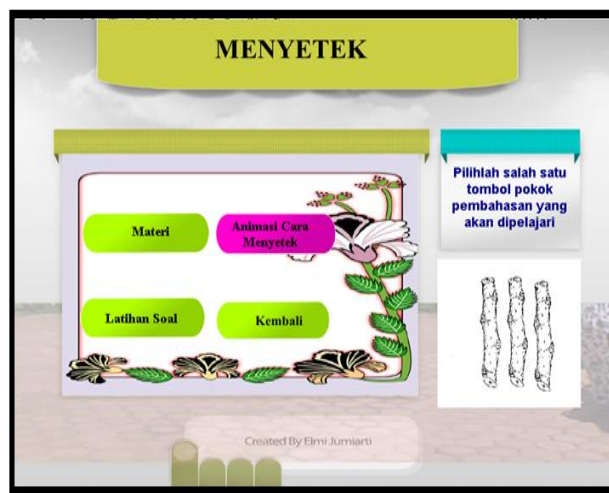 MENYETEK
Pilihlah salah satu
tombol pokok
pembahasan yang
akan dipelajari
Materi
Animasi Cara
Menyetek
Latihan Soal
Kembali
Created By Elmi Jumiarti